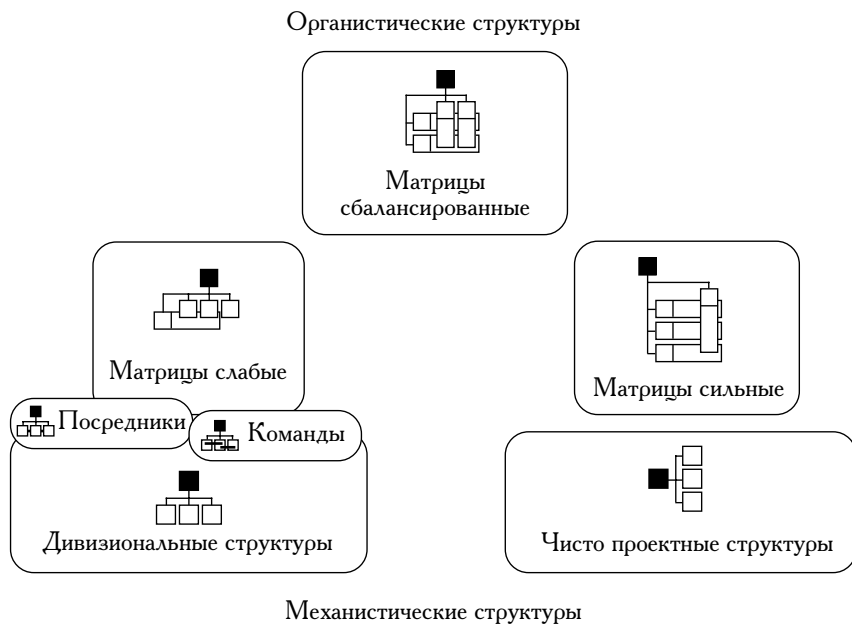 Органистические структуры
Матрицы
сбалансированные
Матрицы слабые
Матрицы сильные
Посредники
Команды
Дивизиональные структуры
Чисто проектные структуры
Механистические структуры